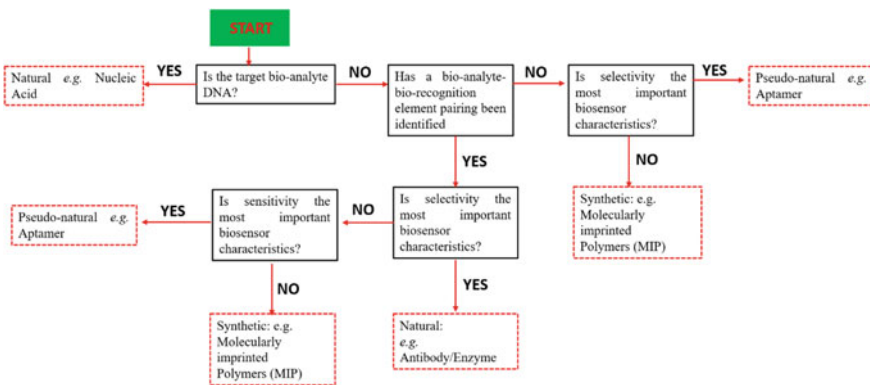 START
YES
NO
NO
YES
Natural e.g. Nucleic
Acid
Is the target bio-analyte
DNA?
Has a bio-analyte-
bio-recognition
element pairing been
identified
Is selectivity the
most important
biosensor
characteristics?
Pseudo-natural e.g.
Aptamer
YES
NO
Pseudo-natural e.g.
Aptamer
YES
Is sensitivity the
most important
biosensor
characteristics?
NO
Is selectivity the
most important
biosensor
characteristics?
Synthetic: e.g.
Molecularly
imprinted
Polymers (MIP)
NO
YES
Synthetic: e.g.
Molecularly
imprinted
Polymers (MIP)
Natural:
e.g.
Antibody/Enzyme